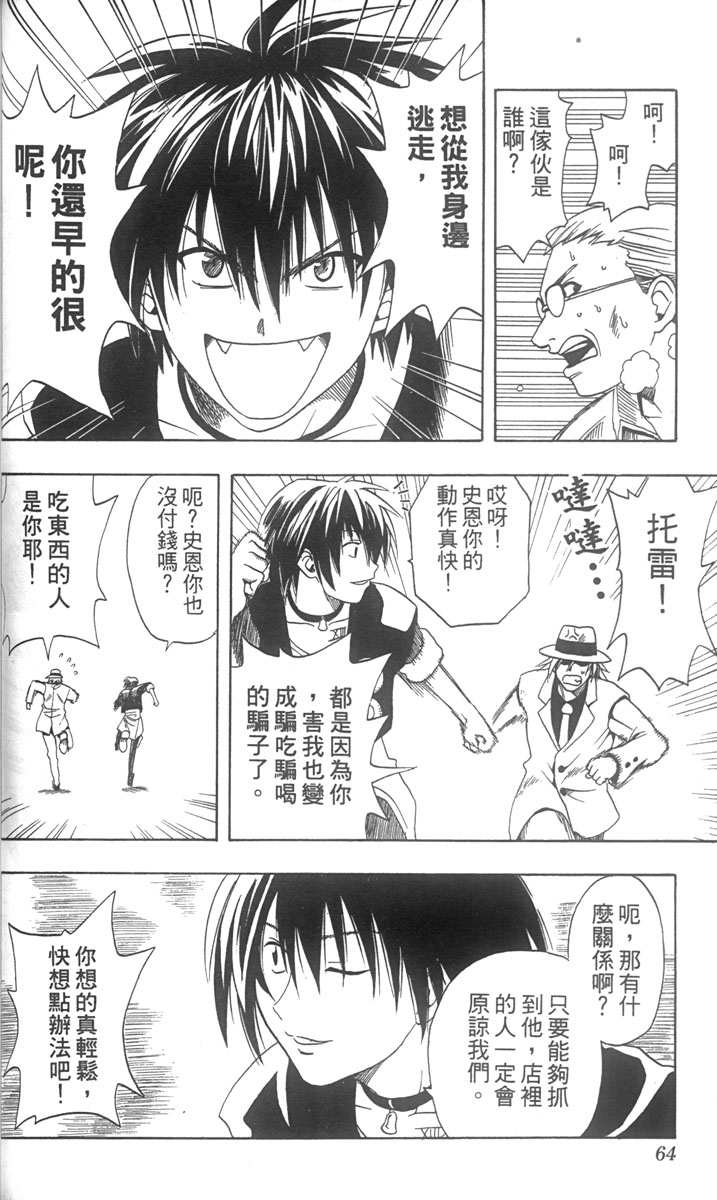 呵！
呵！
這傢伙是
誰啊？
想從我身邊
逃走，
你還早的很
呢！
托雷！
噠噠…
哎呀！
史恩你的
動作真快！
都是因為你
，害我也變
成騙吃騙喝
的騙子了。
呃？史恩你也
沒付錢嗎？
吃東西的人
是你耶！
呃，那有什
麼關係啊？
只要能夠抓
到他，店裡
的人一定會
原諒我們。
你想的真輕鬆，
快想點辦法吧！
XIII
XIII
64